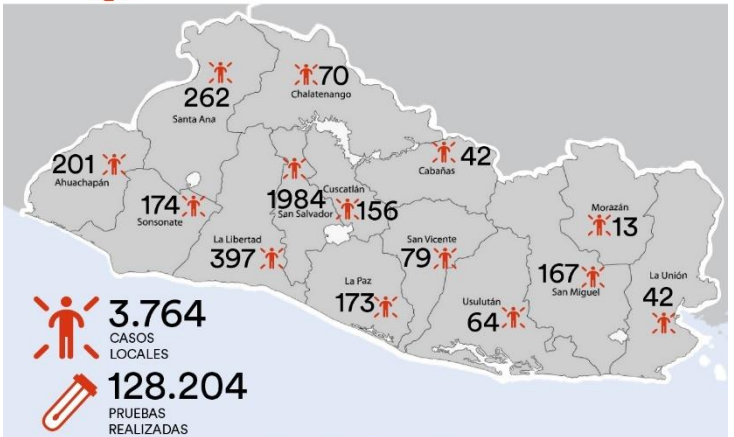 70
Chalatenango
262
Santa Ana
201
Ahuachapán
42
Cabañas
174
Sonsonate
1984
San Salvador
Cuscatlán
156
Morazán
13
La Libertad
397
San Vicente
79
167
San Miguel
La Unión
42
La Paz
173
Usulután
64
3.764
CASOS
LOCALES
128.204
PRUEBAS
REALIZADAS